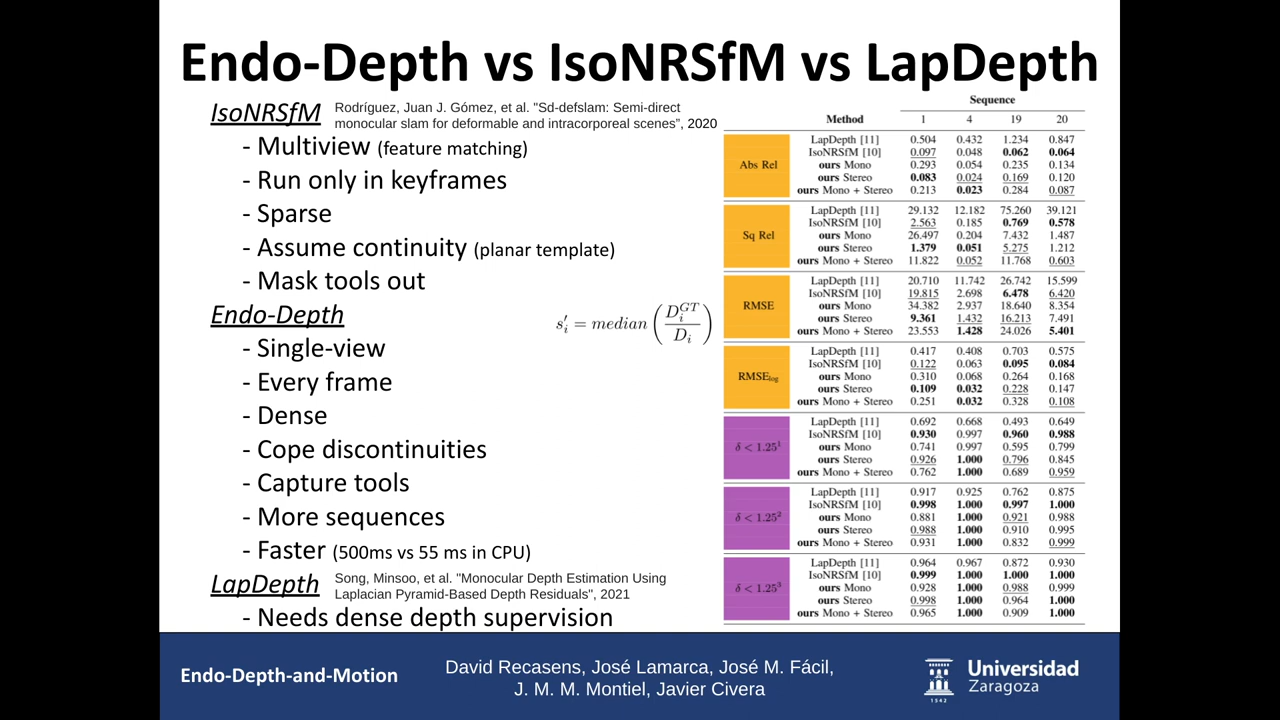 Endo-Depth vs IsoNRSfM vs LapDepth
IsoNRSfM
Rodríguez, Juan J. Gómez, et al. "Sd-defslam: Semi-direct
monocular slam for deformable and intracorporeal scenes", 2020
- Multiview (feature matching)
- Run only in keyframes
- Sparse
- Assume continuity (planar template)
- Mask tools out
Endo-Depth
s'_i = median ( D_i^{GT} / D_i )
- Single-view
- Every frame
- Dense
- Cope discontinuities
- Capture tools
- More sequences
- Faster (500ms vs 55 ms in CPU)
LapDepth
Song, Minsoo, et al. "Monocular Depth Estimation Using
Laplacian Pyramid-Based Depth Residuals", 2021
- Needs dense depth supervision
Sequence
Method 1 4 19 20
Abs Rel
LapDepth [11] 0.504 0.432 1.234 0.847
IsoNRSfM [10] 0.097 0.048 0.062 0.064
ours Mono 0.293 0.054 0.235 0.134
ours Stereo 0.083 0.024 0.169 0.120
ours Mono + Stereo 0.213 0.023 0.284 0.087
Sq Rel
LapDepth [11] 29.132 12.182 75.260 39.121
IsoNRSfM [10] 2.563 0.185 0.769 0.578
ours Mono 26.497 0.204 7.432 1.487
ours Stereo 1.379 0.051 5.275 1.212
ours Mono + Stereo 11.822 0.052 11.768 0.603
RMSE
LapDepth [11] 20.710 11.742 26.742 15.599
IsoNRSfM [10] 19.815 2.698 6.478 6.420
ours Mono 34.382 2.937 18.640 8.354
ours Stereo 9.361 1.432 16.213 7.491
ours Mono + Stereo 23.553 1.428 24.026 5.401
RMSElog
LapDepth [11] 0.417 0.408 0.703 0.575
IsoNRSfM [10] 0.122 0.063 0.095 0.084
ours Mono 0.310 0.068 0.264 0.168
ours Stereo 0.109 0.032 0.228 0.147
ours Mono + Stereo 0.251 0.032 0.328 0.108
δ < 1.25¹
LapDepth [11] 0.692 0.668 0.493 0.649
IsoNRSfM [10] 0.930 0.997 0.960 0.988
ours Mono 0.741 0.997 0.595 0.799
ours Stereo 0.926 1.000 0.796 0.845
ours Mono + Stereo 0.762 1.000 0.689 0.959
δ < 1.25²
LapDepth [11] 0.917 0.925 0.762 0.875
IsoNRSfM [10] 0.998 1.000 0.997 1.000
ours Mono 0.881 1.000 0.921 0.988
ours Stereo 0.988 1.000 0.910 0.995
ours Mono + Stereo 0.931 1.000 0.832 0.999
δ < 1.25³
LapDepth [11] 0.964 0.967 0.872 0.930
IsoNRSfM [10] 0.999 1.000 1.000 1.000
ours Mono 0.928 1.000 0.988 0.999
ours Stereo 0.998 1.000 0.964 1.000
ours Mono + Stereo 0.965 1.000 0.909 1.000
Endo-Depth-and-Motion
David Recasens, José Lamarca, José M. Fácil,
J. M. M. Montiel, Javier Civera
Universidad
Zaragoza
1542